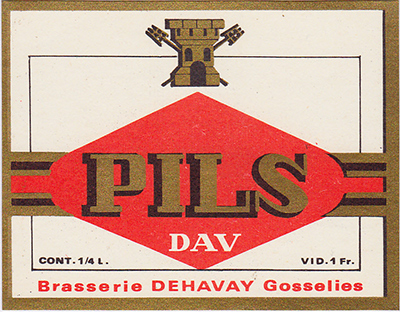 PILS
DAV
CONT. 1/4 L. VID. 1 Fr.
Brasserie DEHAVAY Gosselies